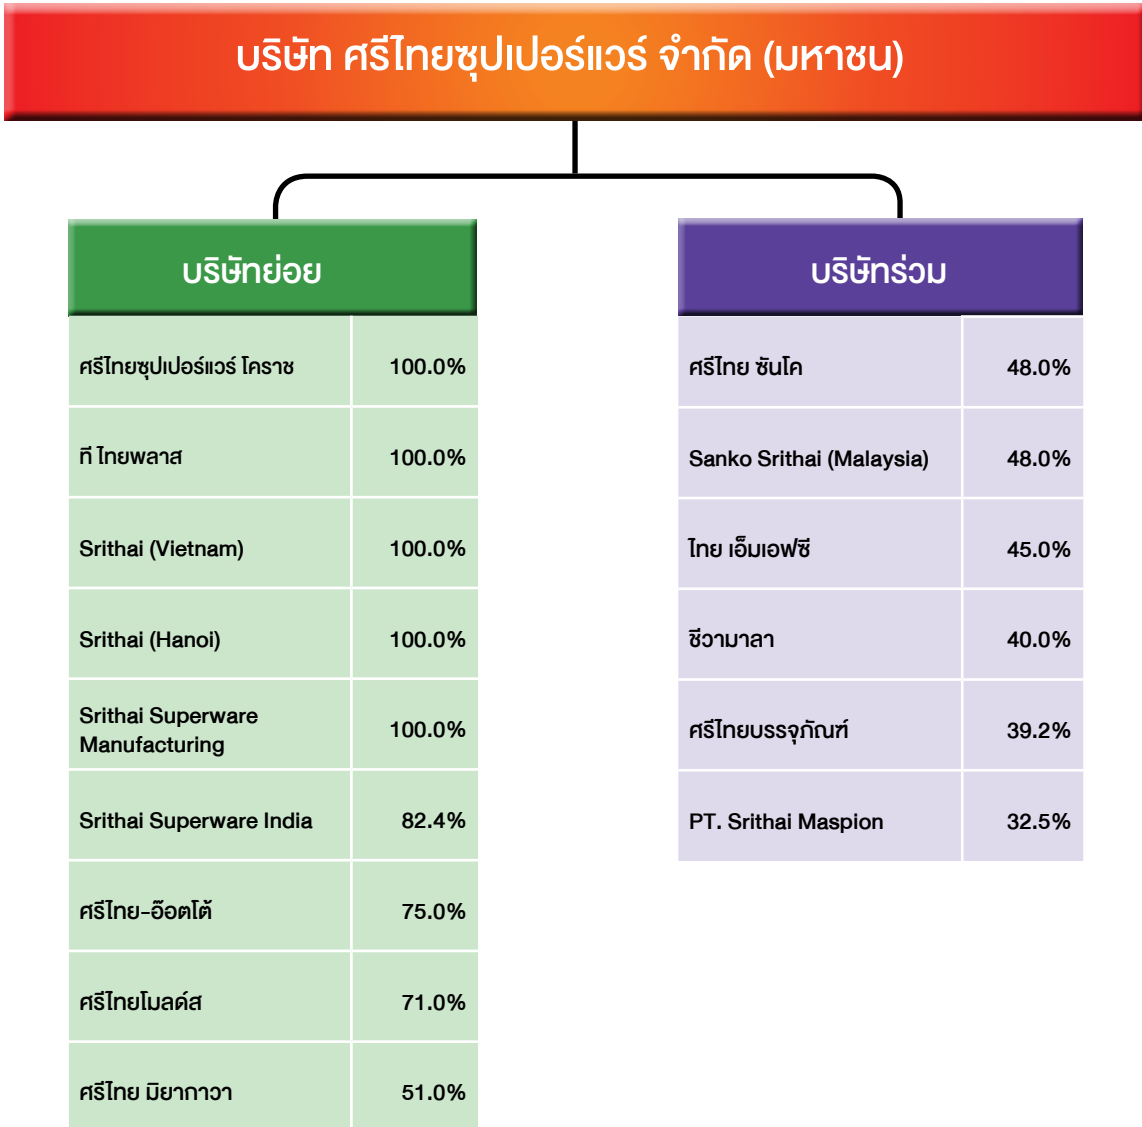 บริษัท ศรีไทยซุปเปอร์แวร์ จำกัด (มหาชน)
บริษัทย่อย
ศรีไทยซุปเปอร์แวร์ โคราช 100.0%
ที ไทยพลาส 100.0%
Srithai (Vietnam) 100.0%
Srithai (Hanoi) 100.0%
Srithai Superware
Manufacturing 100.0%
Srithai Superware India 82.4%
ศรีไทย-อ๊อตโต้ 75.0%
ศรีไทยโมลด์ส 71.0%
ศรีไทย มิยากาวา 51.0%
บริษัทร่วม
ศรีไทย ซันโค 48.0%
Sanko Srithai (Malaysia) 48.0%
ไทย เอ็มเอฟซี 45.0%
ชีวามาลา 40.0%
ศรีไทยบรรจุภัณฑ์ 39.2%
PT. Srithai Maspion 32.5%